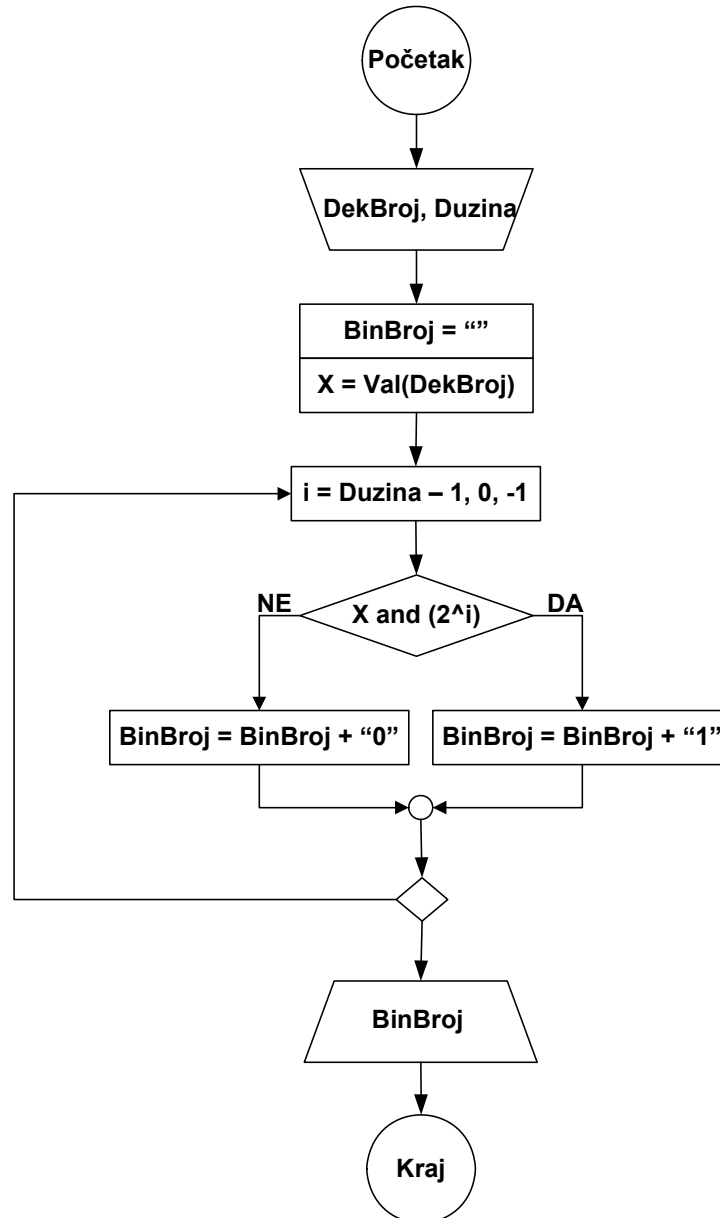 Početak
DekBroj, Duzina
BinBroj = “”
X = Val(DekBroj)
i = Duzina – 1, 0, -1
NE
X and (2^i)
DA
BinBroj = BinBroj + “0”
BinBroj = BinBroj + “1”
BinBroj
Kraj